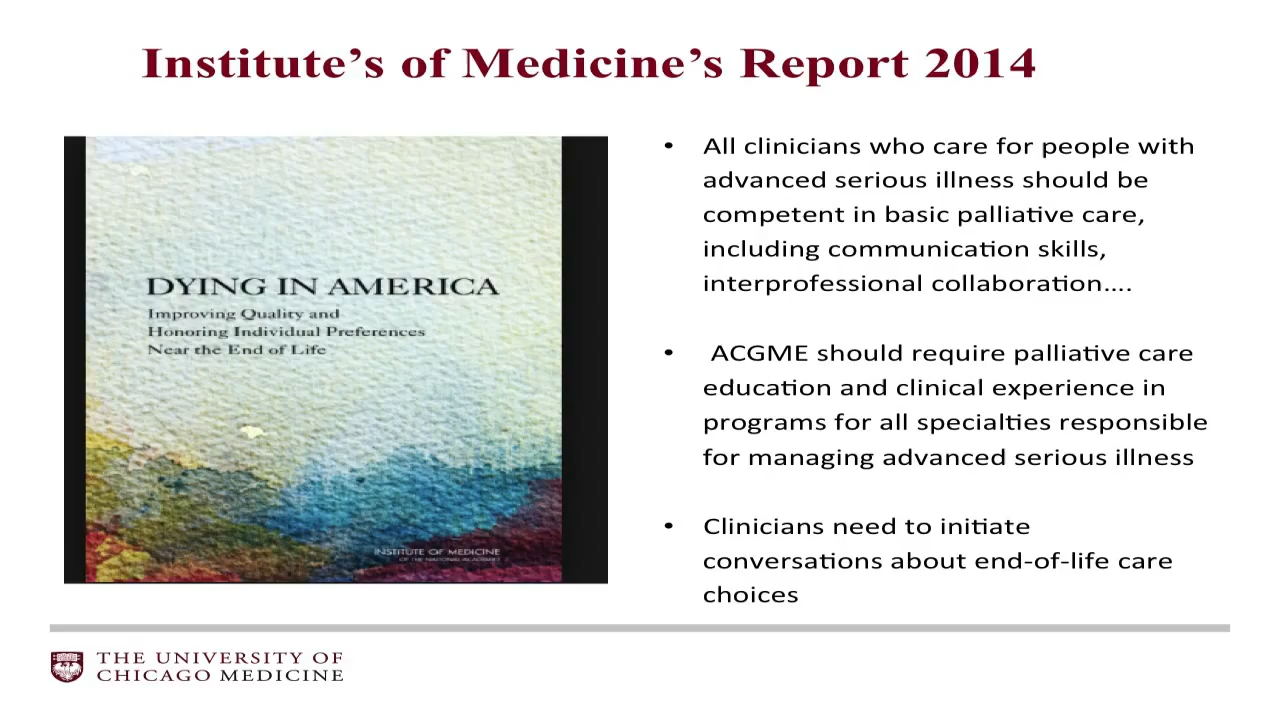 Institute’s of Medicine’s Report 2014
DYING IN AMERICA
Improving Quality and
Honoring Individual Preferences
Near the End of Life
INSTITUTE OF MEDICINE
OF THE NATIONAL ACADEMIES
• All clinicians who care for people with
advanced serious illness should be
competent in basic palliative care,
including communication skills,
interprofessional collaboration....
• ACGME should require palliative care
education and clinical experience in
programs for all specialties responsible
for managing advanced serious illness
• Clinicians need to initiate
conversations about end-of-life care
choices
THE UNIVERSITY OF
CHICAGO MEDICINE